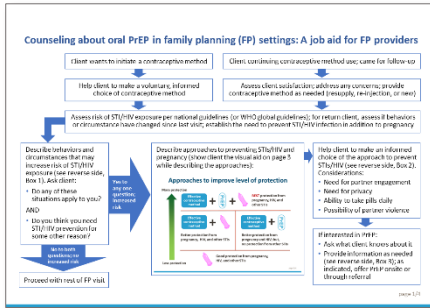 Counseling about oral PrEP in family planning (FP) settings: A job aid for FP providers
Client wants to initiate a contraceptive method
Client continuing contraceptive method use; came for follow-up
Help client to make a voluntary, informed
choice of contraceptive method
Assess client satisfaction; address any concerns; provide
contraceptive method as needed (resupply, re-injection, or new)
Assess risk of STI/HIV exposure per national guidelines (or WHO global guidelines); for return client, assess if behaviors
or circumstance have changed since last visit; establish the need to prevent STI/HIV infection in addition to pregnancy
Describe behaviors and
circumstances that may
increase risk of STI/HIV
exposure (see reverse side,
Box 1). Ask client:
• Do any of these
situations apply to you?
AND
• Do you think you need
STI/HIV prevention for
some other reason?
No to both
questions; no
increased risk
Proceed with rest of FP visit
Yes to
any one
question;
increased
risk
Describe approaches to preventing STIs/HIV and
pregnancy (show client the visual aid on page 3
while describing the approaches):
Approaches to improve level of protection
Most protection
Less protection
Help client to make an informed
choice of the approach to prevent
STIs/HIV (see reverse side, Box 2).
Considerations:
• Need for partner engagement
• Need for privacy
• Ability to take pills daily
• Possibility of partner violence
If interested in PrEP:
• Ask what client knows about it
• Provide information as needed
(see reverse side, Box 3); as
indicated, offer PrEP onsite or
through referral